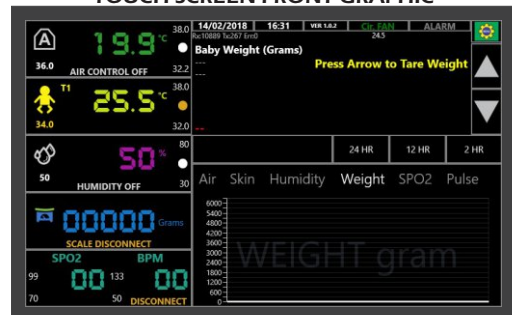 TOUCH SCREEN FRONT GRAPHIC
14/02/2018 16:31 VER 1.0.2 Cir. FAN ALARM
Rx:10889 Tx267 Ern0 24.5
A 19.9 °C 38.0
36.0 AIR CONTROL OFF 32.2
Baby Weight (Grams)
---
---
Press Arrow to Tare Weight
--
T1 25.5 °C 38.0
34.0 32.0
50 % 80
50 HUMIDITY OFF 30
24 HR 12 HR 2 HR
Air Skin Humidity Weight SPO2 Pulse
00000 Grams
SCALE DISCONNECT
SPO2 BPM
99 00 133 00
70 50 DISCONNECT
WEIGHT gram
6000
5400
4800
4200
3600
3000
2400
1800
1200
600
0